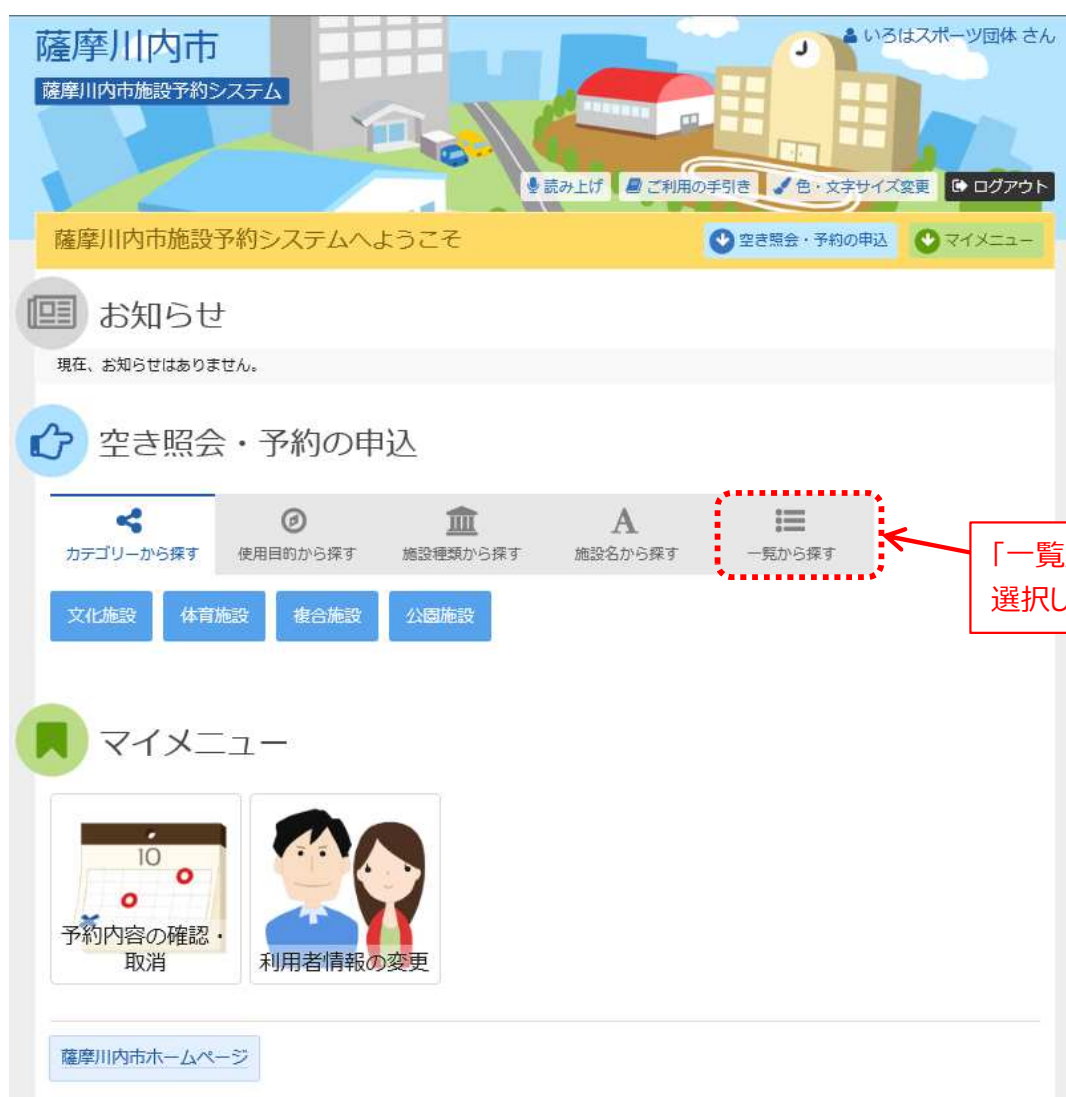 薩摩川内市
いろはスポーツ団体 さん
薩摩川内市施設予約システム
読み上げ
ご利用の手引き
色・文字サイズ変更
ログアウト
薩摩川内市施設予約システムへようこそ
空き照会・予約の申込
マイメニュー
お知らせ
現在、お知らせはありません。
空き照会・予約の申込
カテゴリーから探す
使用目的から探す
施設種類から探す
A
施設名から探す
一覧から探す
「一覧
選択し
文化施設
体育施設
複合施設
公園施設
マイメニュー
10
予約内容の確認・
取消
利用者情報の変更
薩摩川内市ホームページ